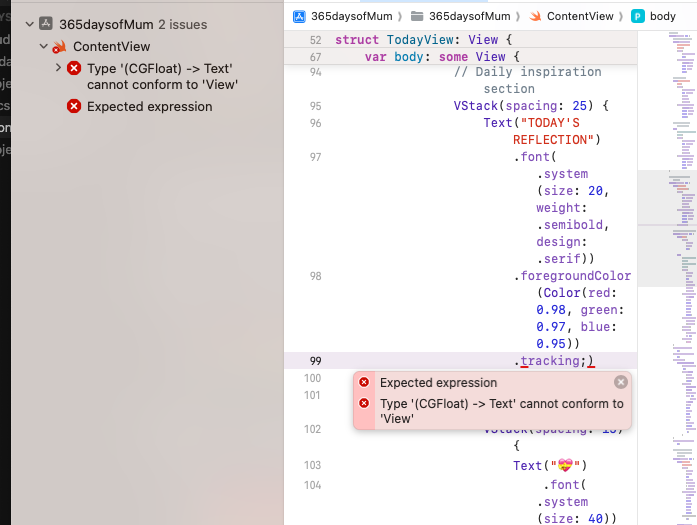 365daysofMum 2 issues
ContentView
Type '(CGFloat) -> Text'
cannot conform to 'View'
Expected expression
365daysofMum 〉 365daysofMum 〉 ContentView 〉 P body
52 struct TodayView: View {
67 var body: some View {
94 // Daily inspiration
section
95 VStack(spacing: 25) {
96 Text("TODAY'S
REFLECTION")
97 .font(
.system
(size: 20,
weight:
.semibold,
design:
.serif))
98 .foregroundColor
(Color(red:
0.98, green:
0.97, blue:
0.95))
99 .tracking;)
100
Expected expression
101
Type '(CGFloat) -> Text' cannot conform to
'View'
102
{
103 Text("💝")
104 .font(
.system
(size: 40))